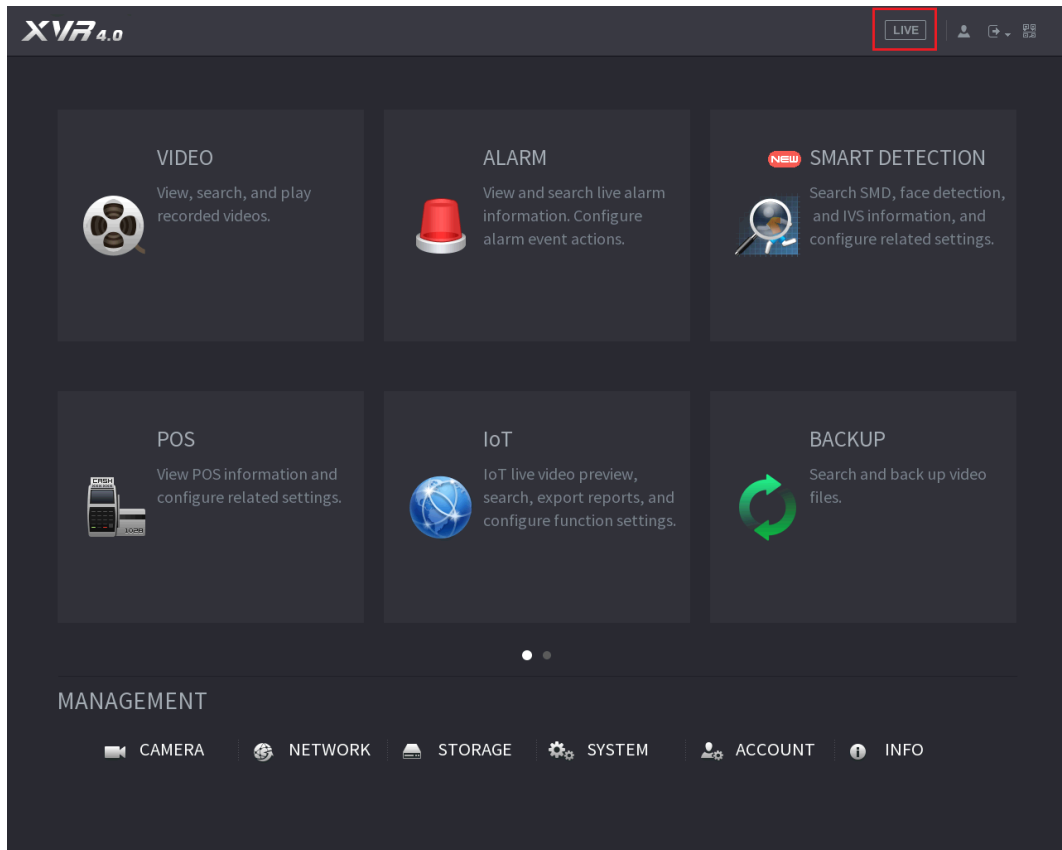 XVR 4.0
LIVE
VIDEO
View, search, and play
recorded videos.
ALARM
View and search live alarm
information. Configure
alarm event actions.
NEW SMART DETECTION
Search SMD, face detection,
and IVS information, and
configure related settings.
POS
View POS information and
configure related settings.
CASH
1028
IoT
IoT live video preview,
search, export reports, and
configure function settings.
BACKUP
Search and back up video
files.
MANAGEMENT
CAMERA
NETWORK
STORAGE
SYSTEM
ACCOUNT
INFO